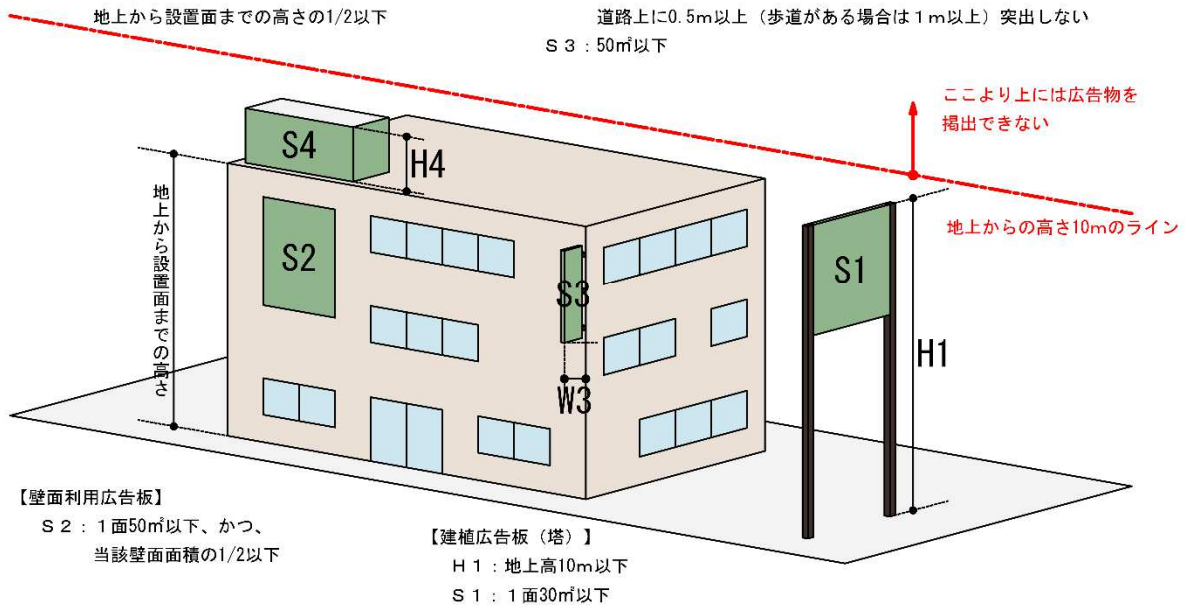 地上から設置面までの高さの1/2以下
道路上に0.5m以上（歩道がある場合は１m以上）突出しない
Ｓ３：50㎡以下
ここより上には広告物を
掲出できない
地上からの高さ10mのライン
S4
H4
S2
S3
W3
S1
H1
地上から設置面までの高さ
【壁面利用広告板】
Ｓ２：１面50㎡以下、かつ、
当該壁面面積の1/2以下
【建植広告板（塔）】
Ｈ１：地上高10m以下
Ｓ１：１面30㎡以下